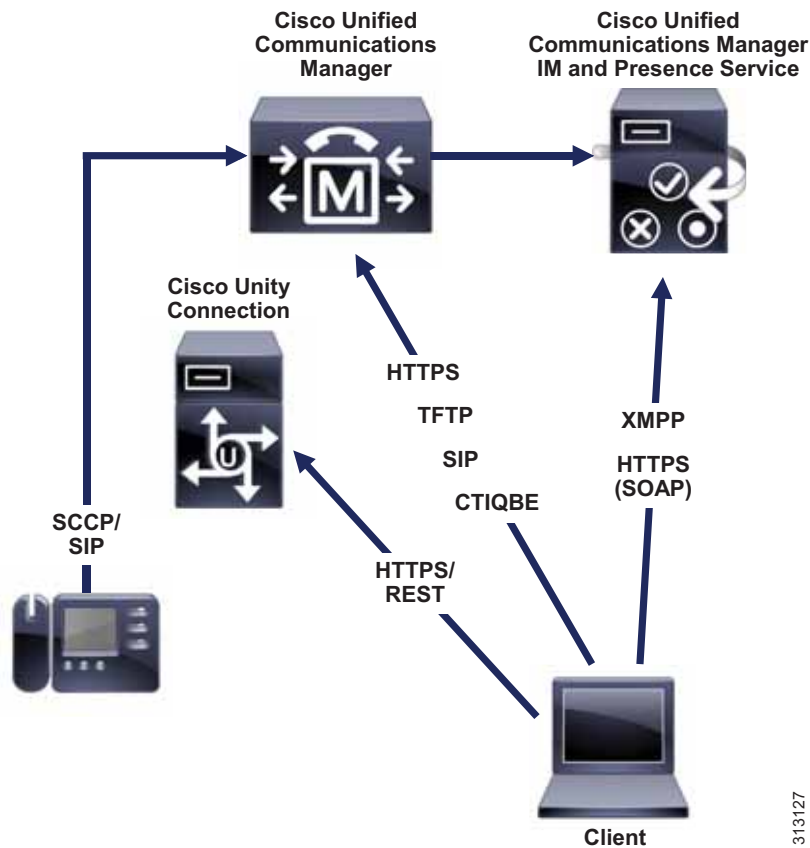 Cisco Unified
Communications
Manager
Cisco Unified
Communications Manager
IM and Presence Service
M
Cisco Unity
Connection
U
HTTPS
TFTP
SIP
CTIQBE
XMPP
HTTPS
(SOAP)
SCCP/
SIP
HTTPS/
REST
Client
313127